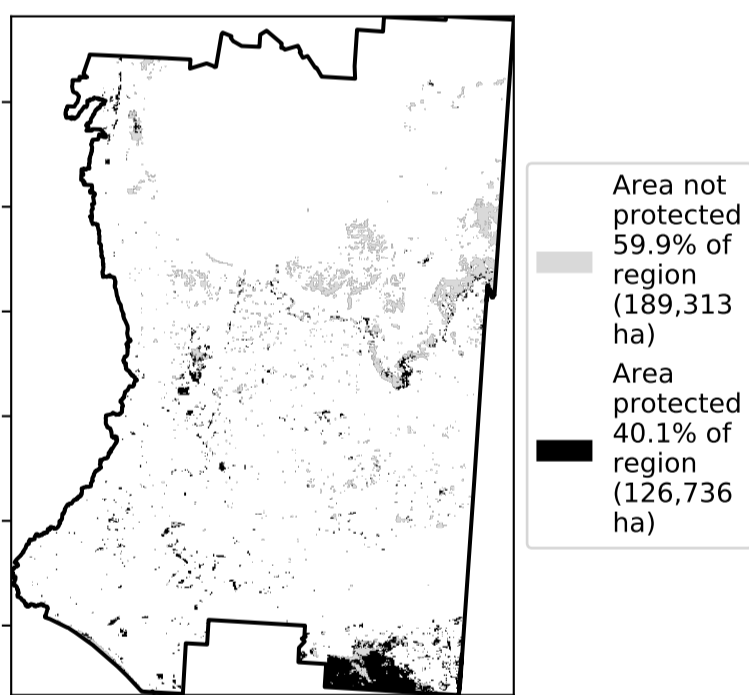 Area not
protected
59.9% of
region
(189,313
ha)
Area
protected
40.1% of
region
(126,736
ha)